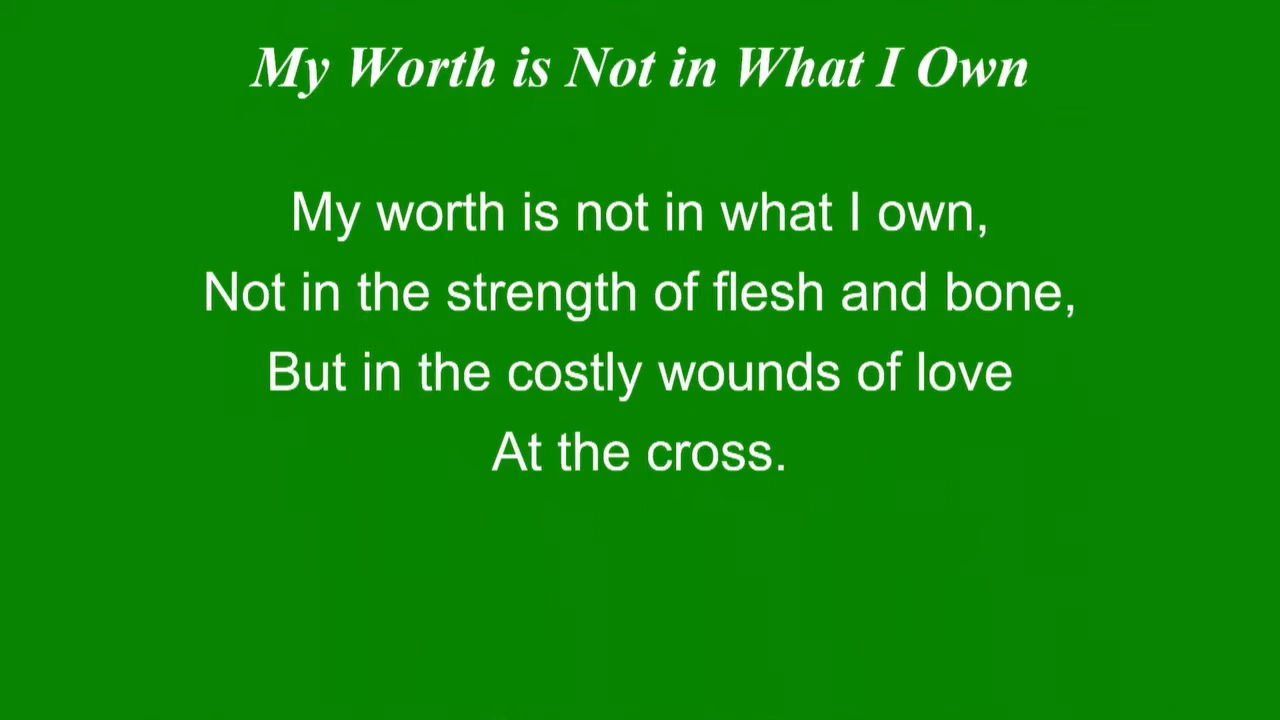 My Worth is Not in What I Own
My worth is not in what I own,
Not in the strength of flesh and bone,
But in the costly wounds of love
At the cross.